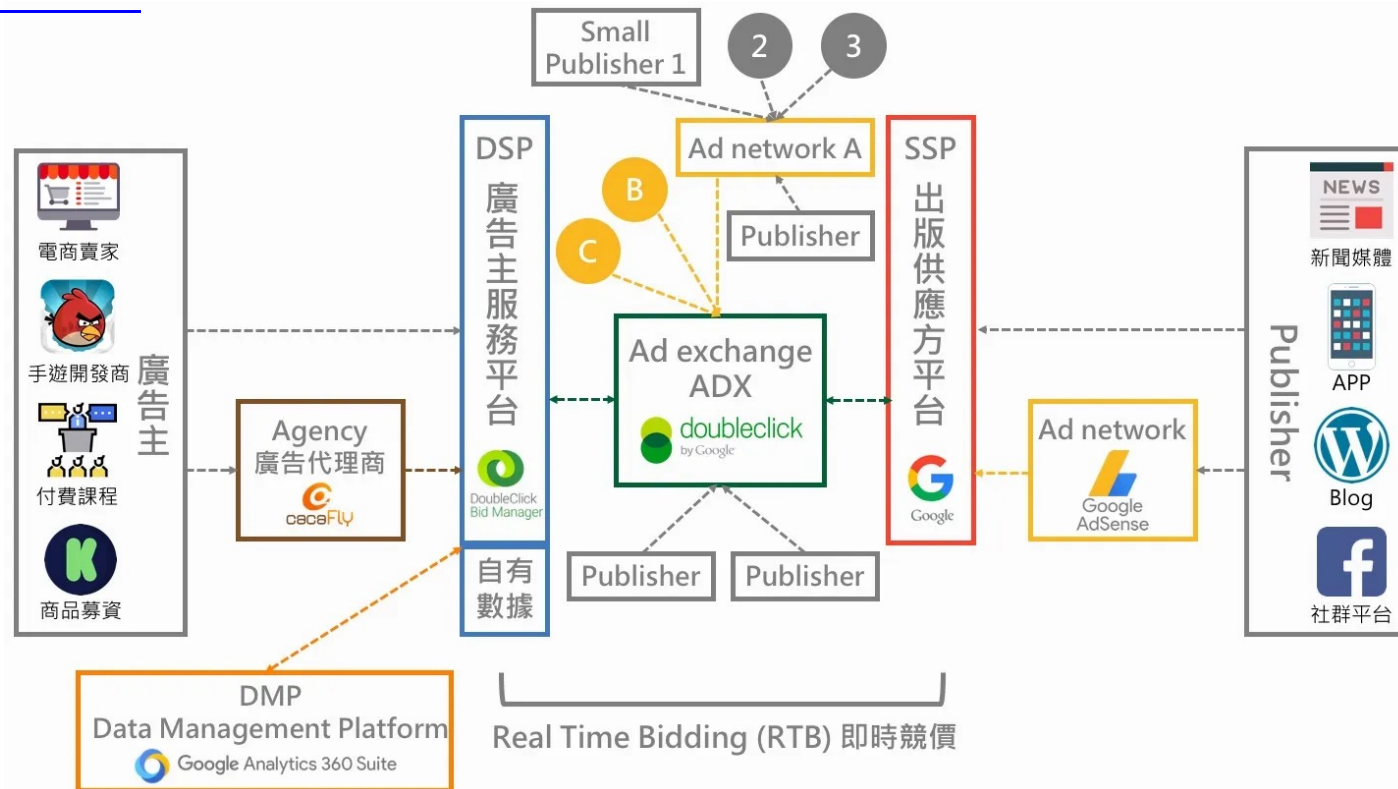 Small
Publisher 1
2
3
Ad network A
Publisher
B
C
電商賣家
手遊開發商
付費課程
商品募資
廣告主
Agency
廣告代理商
cacaFly
DSP
廣告主服務平台
DoubleClick
Bid Manager
自有
數據
Ad exchange
ADX
doubleclick
by Google
Publisher
Publisher
SSP
出版供應方平台
Google
Ad network
Google
AdSense
Publisher
NEWS
新聞媒體
APP
Blog
社群平台
DMP
Data Management Platform
Google Analytics 360 Suite
Real Time Bidding (RTB) 即時競價